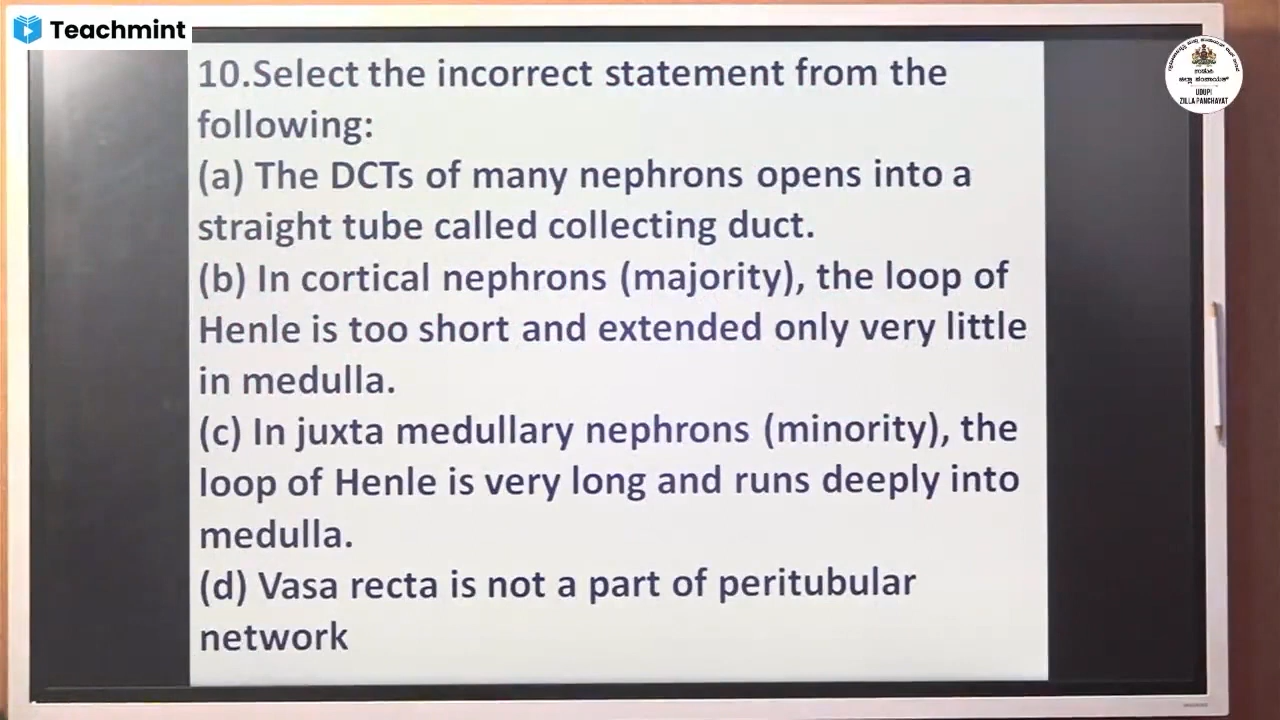 Teachmint
10.Select the incorrect statement from the
following:
(a) The DCTs of many nephrons opens into a
straight tube called collecting duct.
(b) In cortical nephrons (majority), the loop of
Henle is too short and extended only very little
in medulla.
(c) In juxta medullary nephrons (minority), the
loop of Henle is very long and runs deeply into
medulla.
(d) Vasa recta is not a part of peritubular
network
UDUPI
ZILLA PANCHAYAT